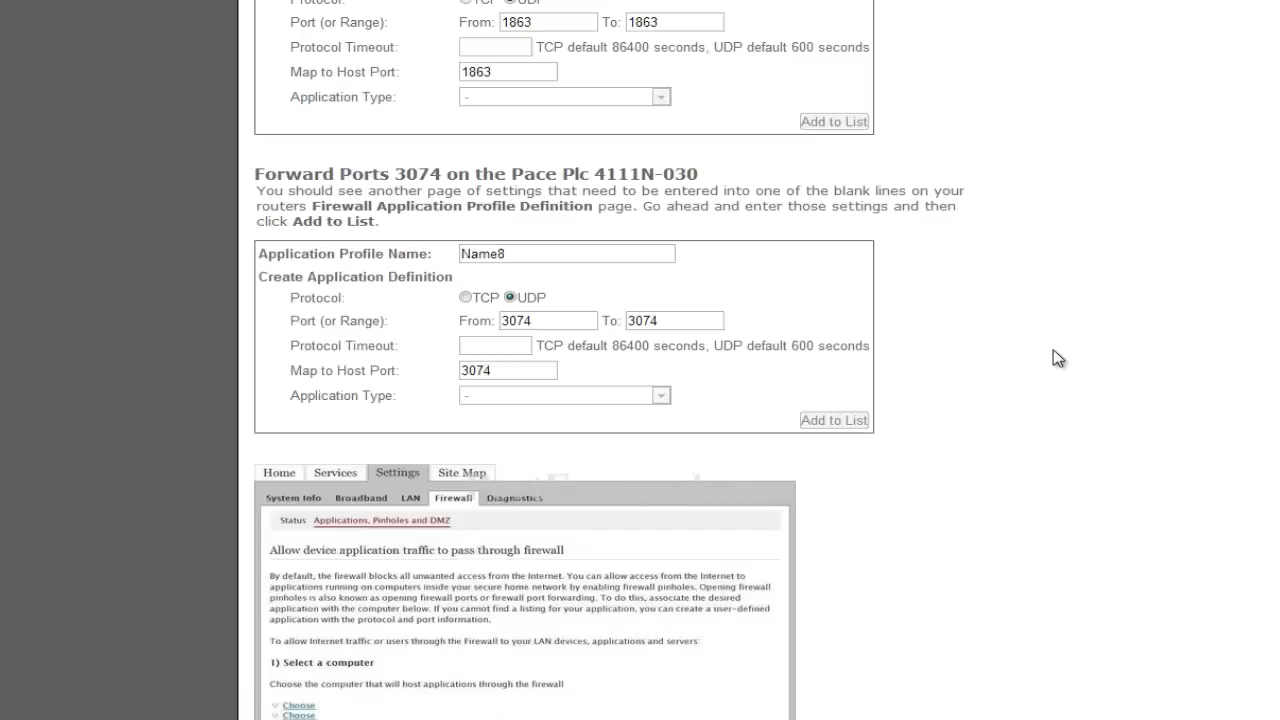 Protocol: TCP UDP
Port (or Range): From: 1863 To: 1863
Protocol Timeout: TCP default 86400 seconds, UDP default 600 seconds
Map to Host Port: 1863
Application Type: -
Add to List
Forward Ports 3074 on the Pace Plc 4111N-030
You should see another page of settings that need to be entered into one of the blank lines on your
routers Firewall Application Profile Definition page. Go ahead and enter those settings and then
click Add to List.
Application Profile Name: Name8
Create Application Definition
Protocol: TCP UDP
Port (or Range): From: 3074 To: 3074
Protocol Timeout: TCP default 86400 seconds, UDP default 600 seconds
Map to Host Port: 3074
Application Type: -
Add to List
Home Services Settings Site Map
System Info Broadband LAN Firewall Diagnostics
Status Applications, Pinholes and DMZ
Allow device application traffic to pass through firewall
By default, the firewall blocks all unwanted access from the Internet. You can allow access from the Internet to
applications running on computers inside your secure home network by enabling firewall pinholes. Opening firewall
pinholes is also known as opening firewall ports or firewall port forwarding. To do this, associate the desired
application with the computer below. If you cannot find a listing for your application, you can create a user-defined
application with the protocol and port information.
To allow Internet traffic or users through the Firewall to your LAN devices, applications and servers:
1) Select a computer
Choose the computer that will host applications through the firewall
Choose
Choose